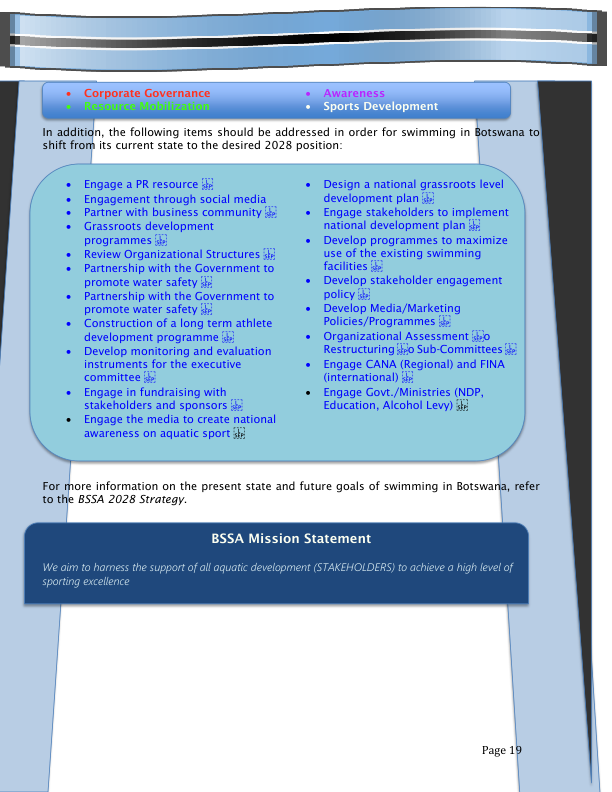 Corporate Governance
Resource Mobilization
Awareness
Sports Development
In addition, the following items should be addressed in order for swimming in Botswana to
shift from its current state to the desired 2028 position:
Engage a PR resource
Engagement through social media
Partner with business community
Grassroots development
programmes
Review Organizational Structures
Partnership with the Government to
promote water safety
Partnership with the Government to
promote water safety
Construction of a long term athlete
development programme
Develop monitoring and evaluation
instruments for the executive
committee
Engage in fundraising with
stakeholders and sponsors
Engage the media to create national
awareness on aquatic sport
Design a national grassroots level
development plan
Engage stakeholders to implement
national development plan
Develop programmes to maximize
use of the existing swimming
facilities
Develop stakeholder engagement
policy
Develop Media/Marketing
Policies/Programmes
Organizational Assessment o
Restructuring o Sub-Committees
Engage CANA (Regional) and FINA
(international)
Engage Govt./Ministries (NDP,
Education, Alcohol Levy)
For more information on the present state and future goals of swimming in Botswana, refer
to the BSSA 2028 Strategy.
BSSA Mission Statement
We aim to harness the support of all aquatic development (STAKEHOLDERS) to achieve a high level of
sporting excellence
Page 19